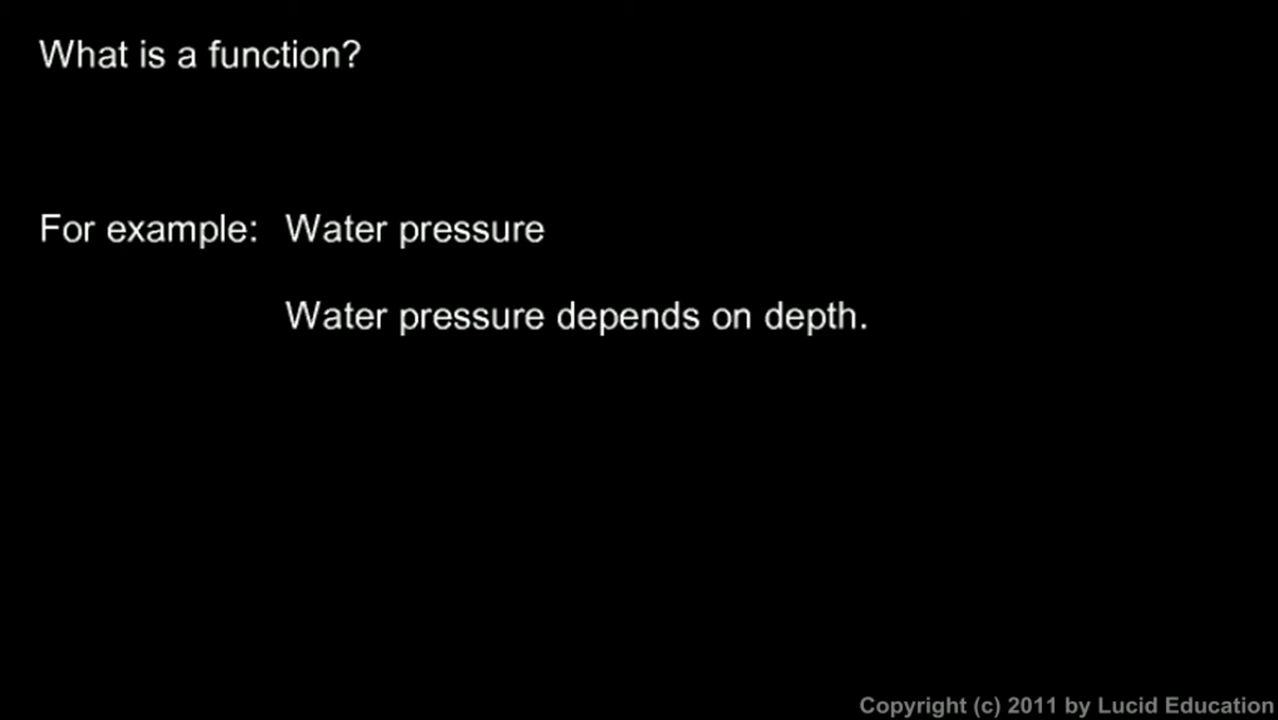 What is a function?
For example: Water pressure
Water pressure depends on depth.
Copyright (c) 2011 by Lucid Education